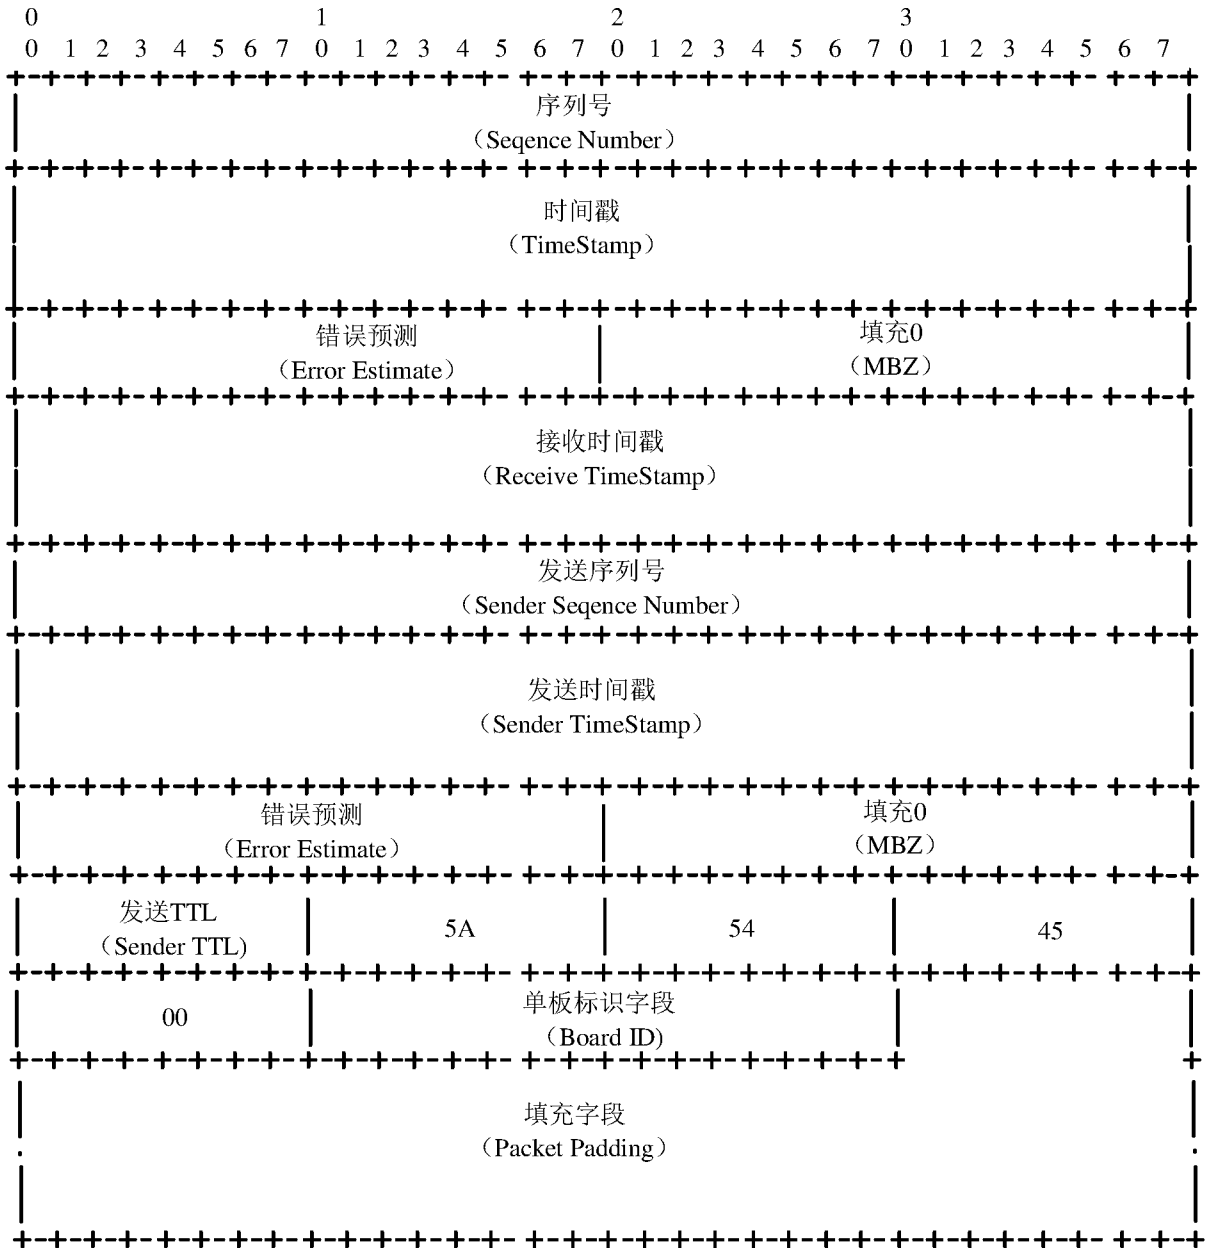 0 1 2 3
0 1 2 3 4 5 6 7 0 1 2 3 4 5 6 7 0 1 2 3 4 5 6 7 0 1 2 3 4 5 6 7
序列号
（Seqence Number）
时间戳
（TimeStamp）
错误预测
（Error Estimate）
填充0
（MBZ）
接收时间戳
（Receive TimeStamp）
发送序列号
（Sender Seqence Number）
发送时间戳
（Sender TimeStamp）
错误预测
（Error Estimate）
填充0
（MBZ）
发送TTL
（Sender TTL)
5A
54
45
00
单板标识字段
（Board ID)
填充字段
（Packet Padding）